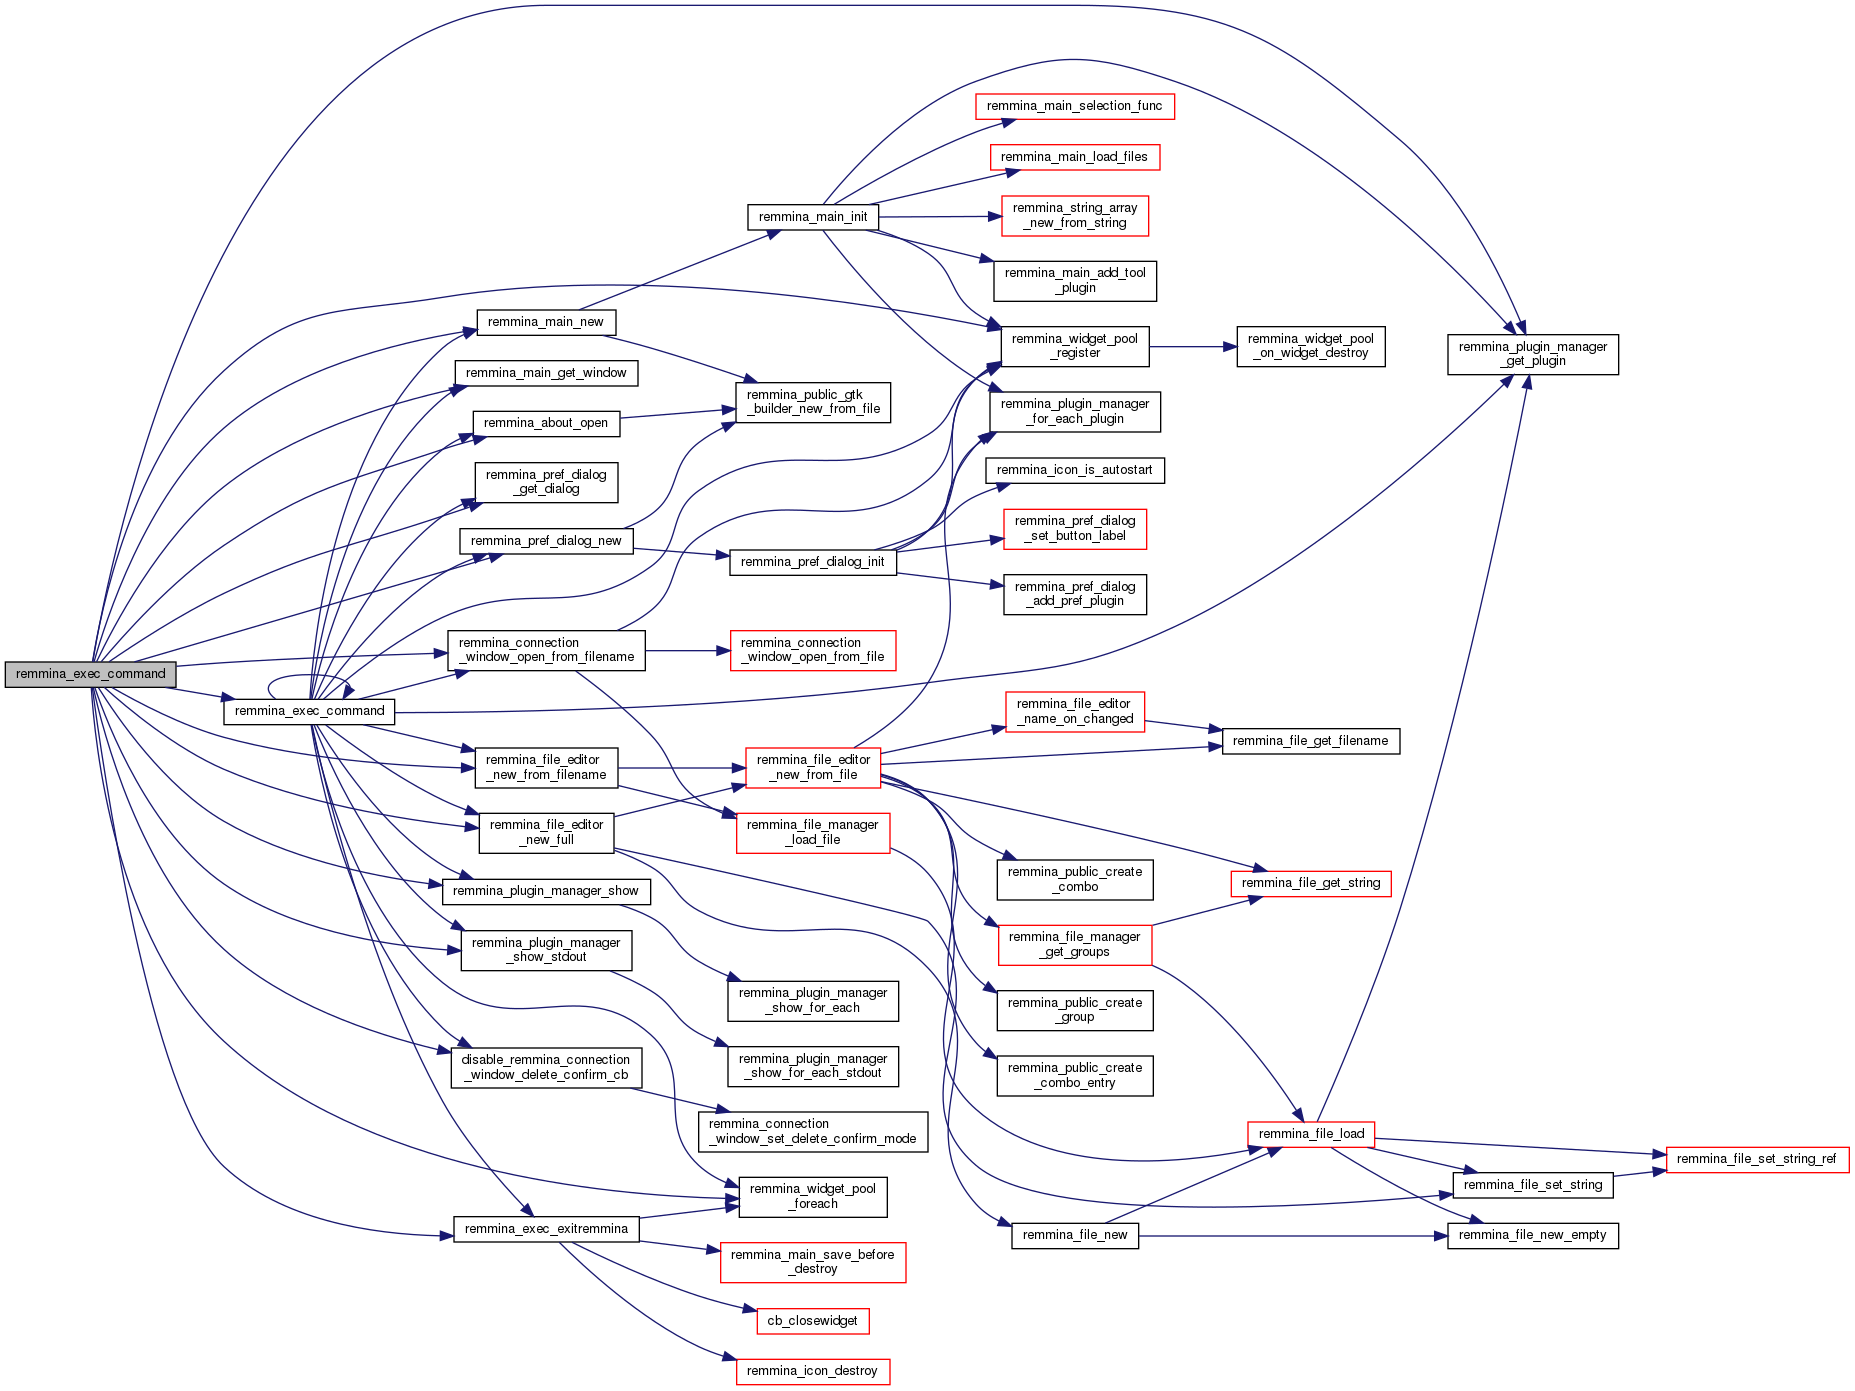 remmina_exec_command
remmina_exec_command
remmina_main_new
remmina_main_get_window
remmina_about_open
remmina_pref_dialog
_get_dialog
remmina_pref_dialog_new
remmina_connection
_window_open_from_filename
remmina_file_editor
_new_from_filename
remmina_file_editor
_new_full
remmina_plugin_manager_show
remmina_plugin_manager
_show_stdout
disable_remmina_connection
_window_delete_confirm_cb
remmina_exec_exitremmina
remmina_main_init
remmina_public_gtk
_builder_new_from_file
remmina_pref_dialog_init
remmina_connection
_window_open_from_file
remmina_file_editor
_new_from_file
remmina_file_manager
_load_file
remmina_plugin_manager
_show_for_each
remmina_plugin_manager
_show_for_each_stdout
remmina_connection
_window_set_delete_confirm_mode
remmina_widget_pool
_foreach
remmina_main_save_before
_destroy
cb_closewidget
remmina_icon_destroy
remmina_main_selection_func
remmina_main_load_files
remmina_string_array
_new_from_string
remmina_main_add_tool
_plugin
remmina_widget_pool
_register
remmina_plugin_manager
_for_each_plugin
remmina_icon_is_autostart
remmina_pref_dialog
_set_button_label
remmina_pref_dialog
_add_pref_plugin
remmina_file_editor
_name_on_changed
remmina_public_create
_combo
remmina_file_manager
_get_groups
remmina_public_create
_group
remmina_public_create
_combo_entry
remmina_file_new
remmina_widget_pool
_on_widget_destroy
remmina_file_get_filename
remmina_file_get_string
remmina_file_load
remmina_plugin_manager
_get_plugin
remmina_file_set_string
remmina_file_new_empty
remmina_file_set_string_ref